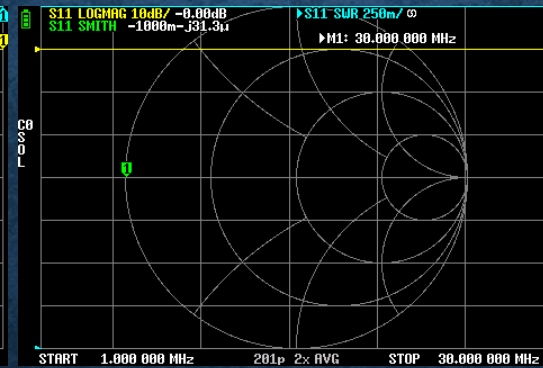 S11 LOGMAG 10dB/ -0.00dB
S11 SWR 250m/ ∞
S11 SMITH -1000m-j31.3µ
M1: 30.000 000 MHz
C0
S
O
L
1
START 1.000 000 MHz
201p 2x AVG
STOP 30.000 000 MHz